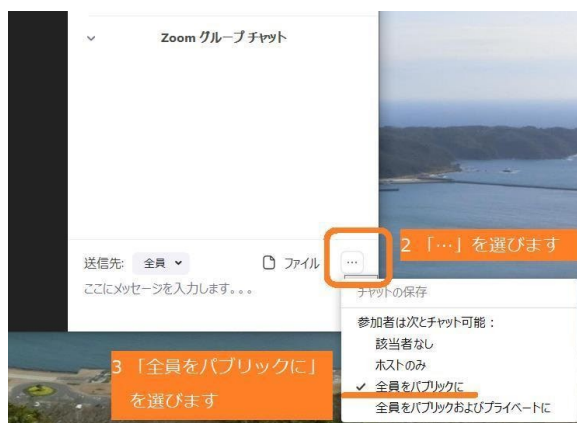 Zoom グループ チャット
2 「…」を選びます
送信先: 全員 ファイル …
ここにメッセージを入力します。。。
チャットの保存
参加者は次とチャット可能：
該当者なし
ホストのみ
✓ 全員をパブリックに
全員をパブリックおよびプライベートに
3 「全員をパブリックに」
を選びます